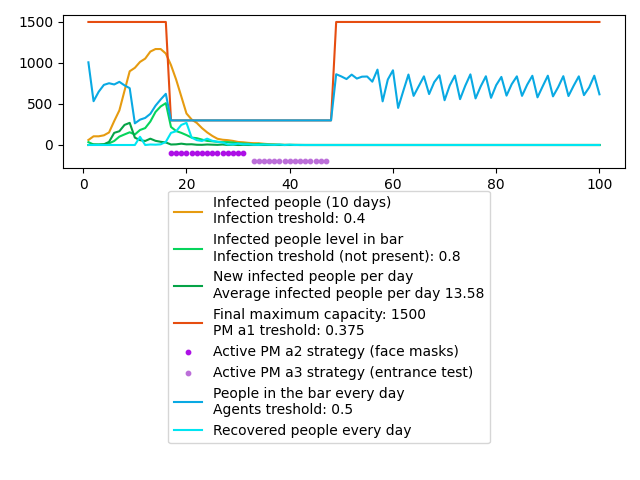 1500
1000
500
0
0 20 40 60 80 100
Infected people (10 days)
Infection treshold: 0.4
Infected people level in bar
Infection treshold (not present): 0.8
New infected people per day
Average infected people per day 13.58
Final maximum capacity: 1500
PM a1 treshold: 0.375
Active PM a2 strategy (face masks)
Active PM a3 strategy (entrance test)
People in the bar every day
Agents treshold: 0.5
Recovered people every day